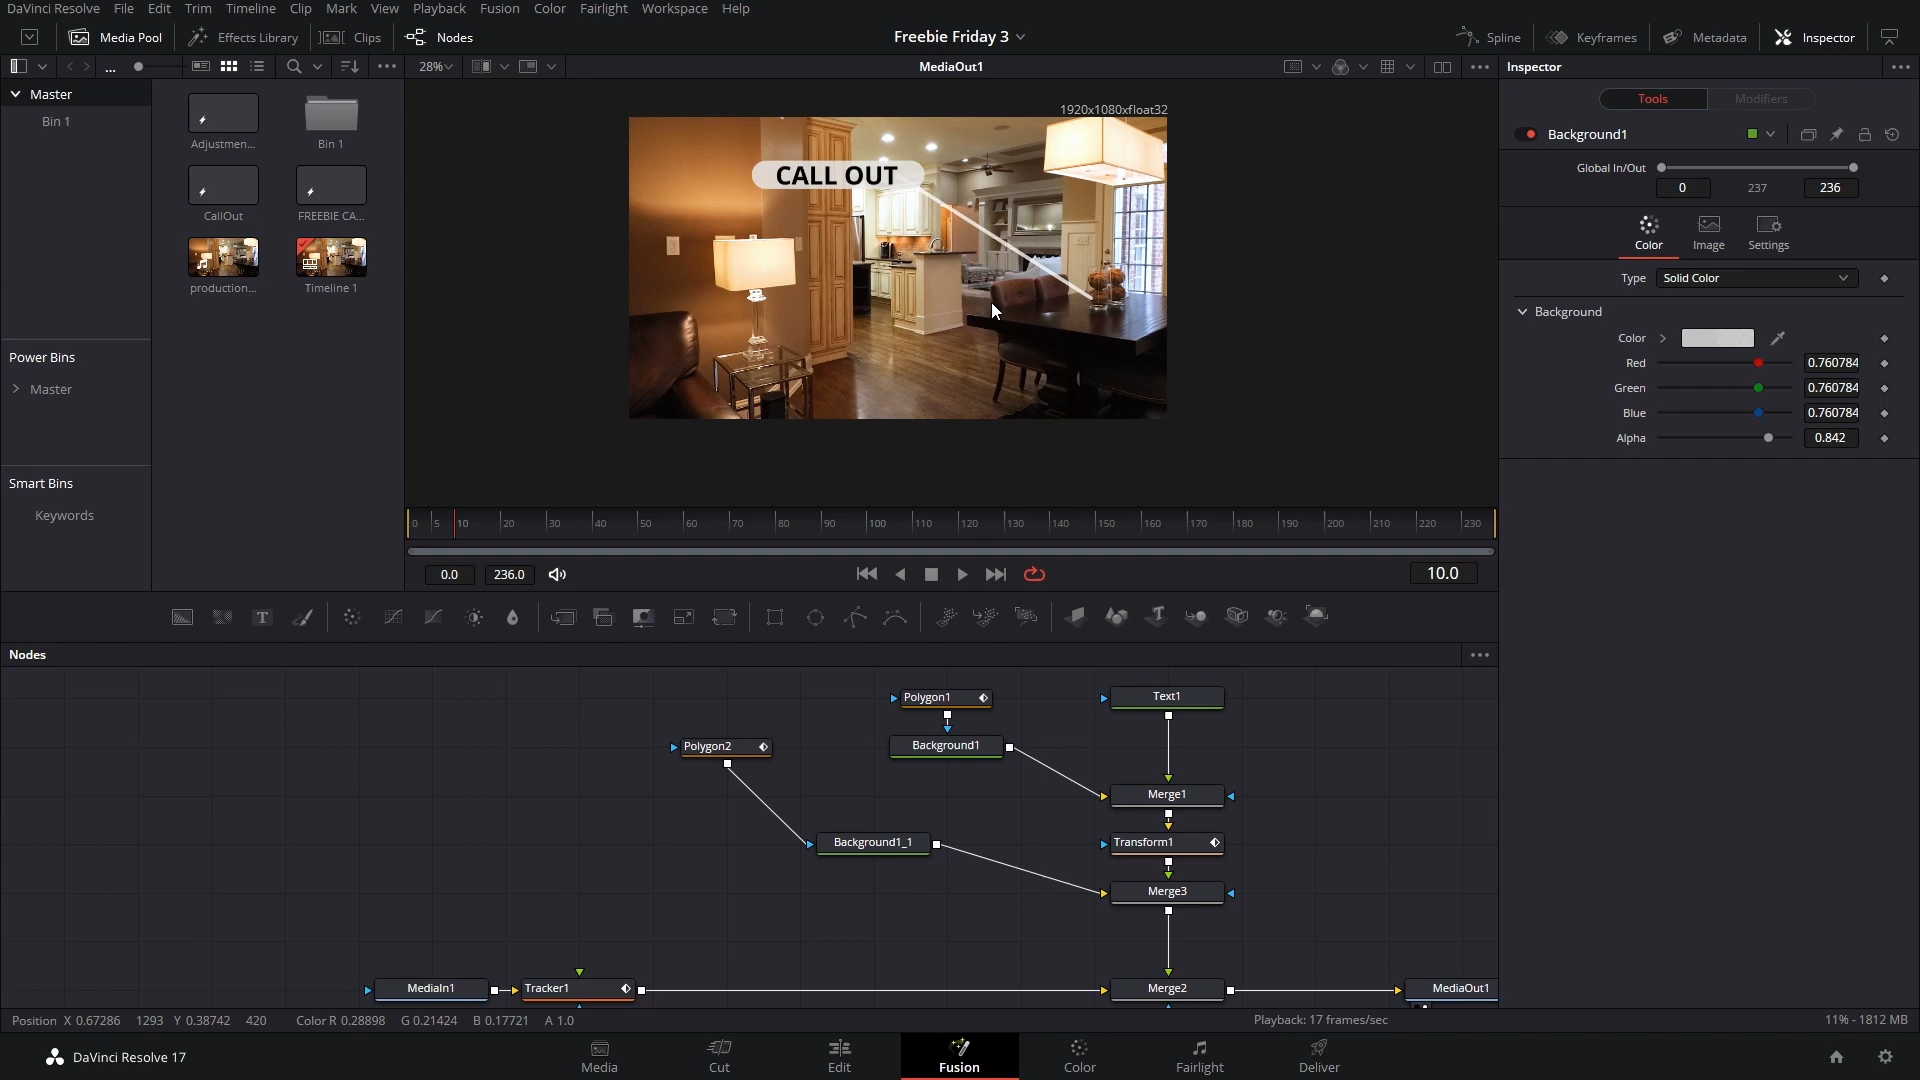 DaVinci Resolve File Edit Trim Timeline Clip Mark View Playback Fusion Color Fairlight Workspace Help
Media Pool Effects Library Clips Nodes Freebie Friday 3 Spline Keyframes Metadata Inspector
... 28% MediaOut1 Inspector
Master
Bin 1
Adjustmen...
Bin 1
CallOut
FREEBIE CA...
production...
Timeline 1
Power Bins
Master
Smart Bins
Keywords
1920x1080xfloat32
CALL OUT
0 5 10 20 30 40 50 60 70 80 90 100 110 120 130 140 150 160 170 180 190 200 210 220 230
0.0 236.0 10.0
Tools Modifiers
Background1
Global In/Out
0 237 236
Color Image Settings
Type Solid Color
Background
Color
Red 0.760784
Green 0.760784
Blue 0.760784
Alpha 0.842
Nodes
Polygon1 Text1
Polygon2 Background1
Merge1
Background1_1 Transform1
Merge3
MediaIn1 Tracker1 Merge2 MediaOut1
Position X 0.67286 1293 Y 0.38742 420 Color R 0.28898 G 0.21424 B 0.17721 A 1.0 Playback: 17 frames/sec 11% - 1812 MB
DaVinci Resolve 17 Media Cut Edit Fusion Color Fairlight Deliver